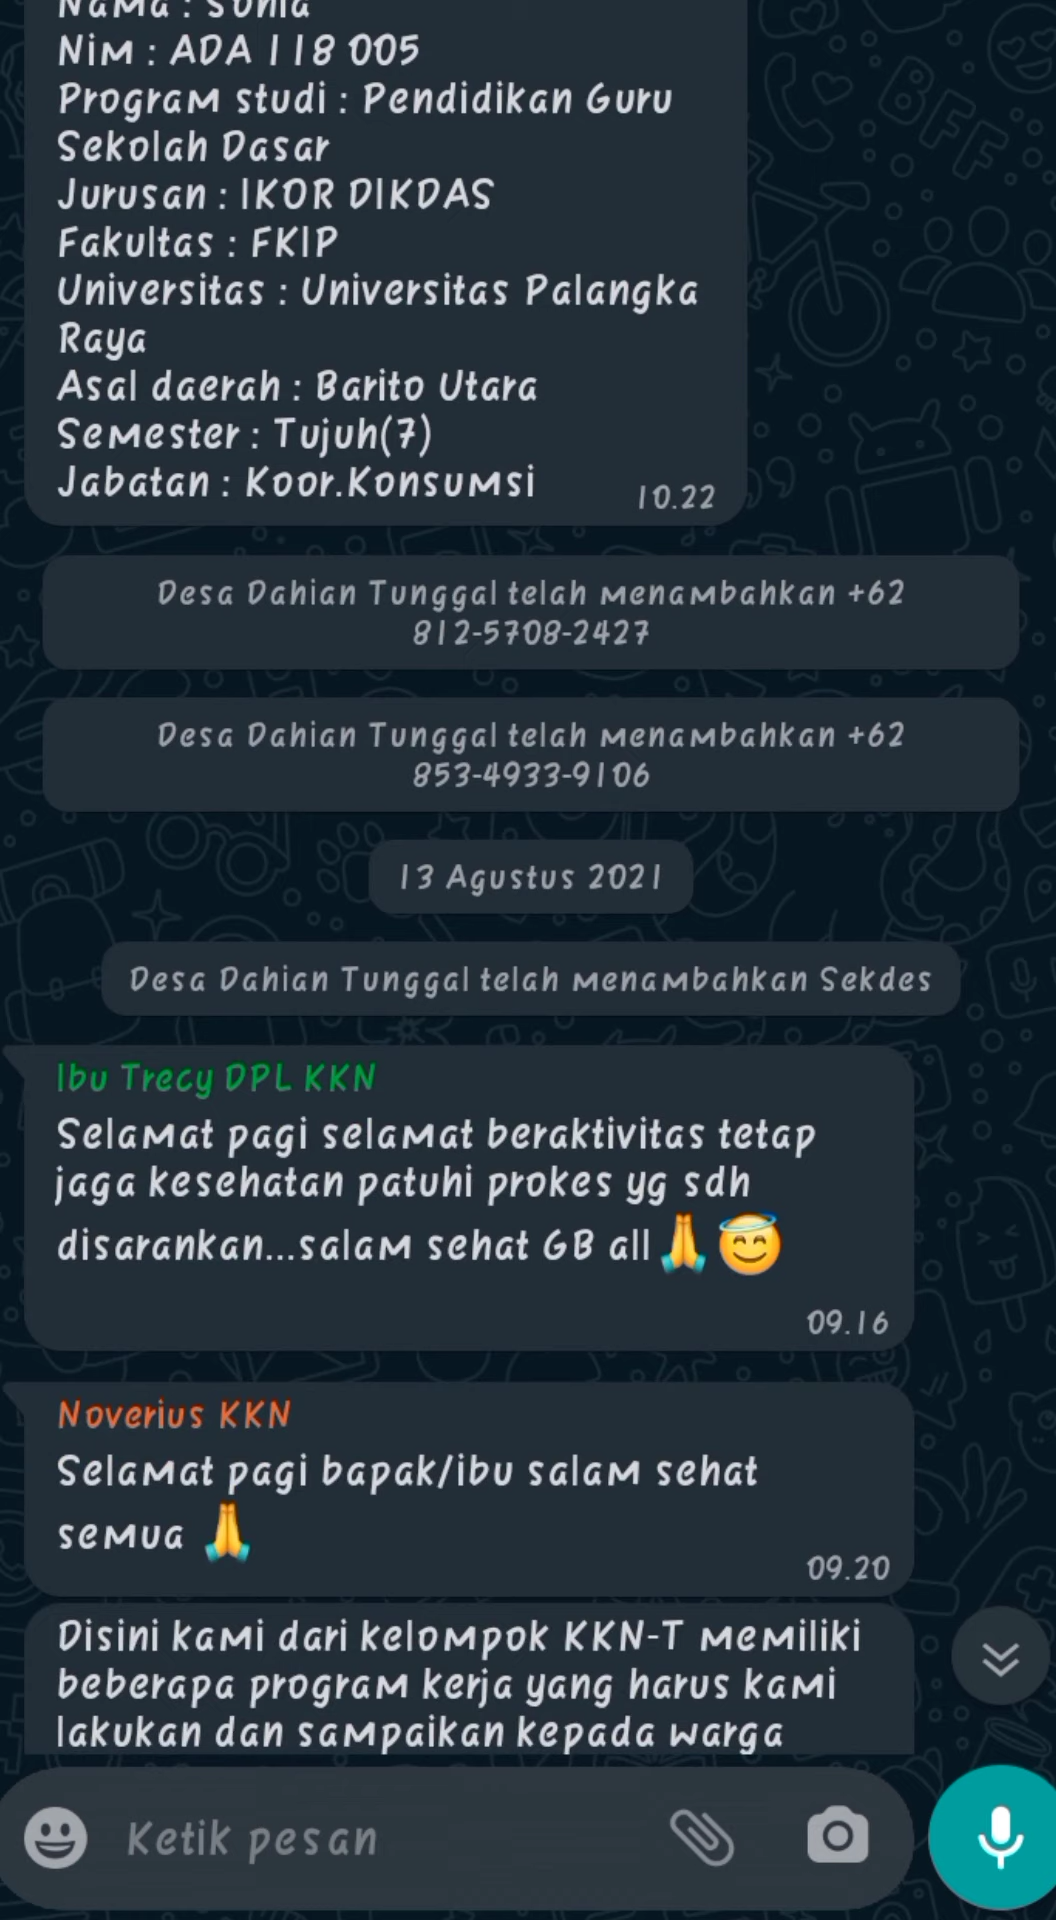 Nama : Sonia
Nim : ADA 118 005
Program studi : Pendidikan Guru
Sekolah Dasar
Jurusan : IKOR DIKDAS
Fakultas : FKIP
Universitas : Universitas Palangka
Raya
Asal daerah : Barito Utara
Semester : Tujuh(7)
Jabatan : Koor.Konsumsi
10.22
Desa Dahian Tunggal telah menambahkan +62
812-5708-2427
Desa Dahian Tunggal telah menambahkan +62
853-4933-9106
13 Agustus 2021
Desa Dahian Tunggal telah menambahkan Sekdes
Ibu Trecy DPL KKN
Selamat pagi selamat beraktivitas tetap
jaga kesehatan patuhi prokes yg sdh
disarankan...salam sehat GB all🙏😇
09.16
Noverius KKN
Selamat pagi bapak/ibu salam sehat
semua 🙏
09.20
Disini kami dari kelompok KKN-T memiliki
beberapa program kerja yang harus kami
lakukan dan sampaikan kepada warga
Ketik pesan